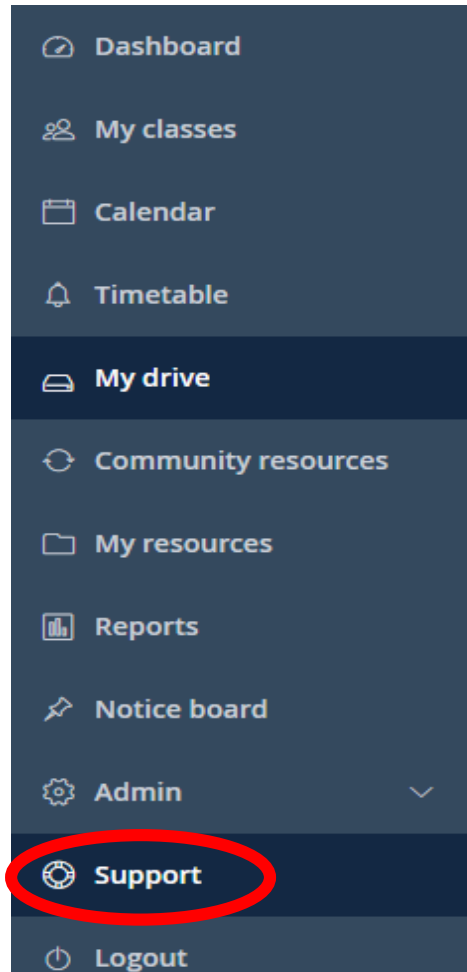 Dashboard
My classes
Calendar
Timetable
My drive
Community resources
My resources
Reports
Notice board
Admin
Support
Logout